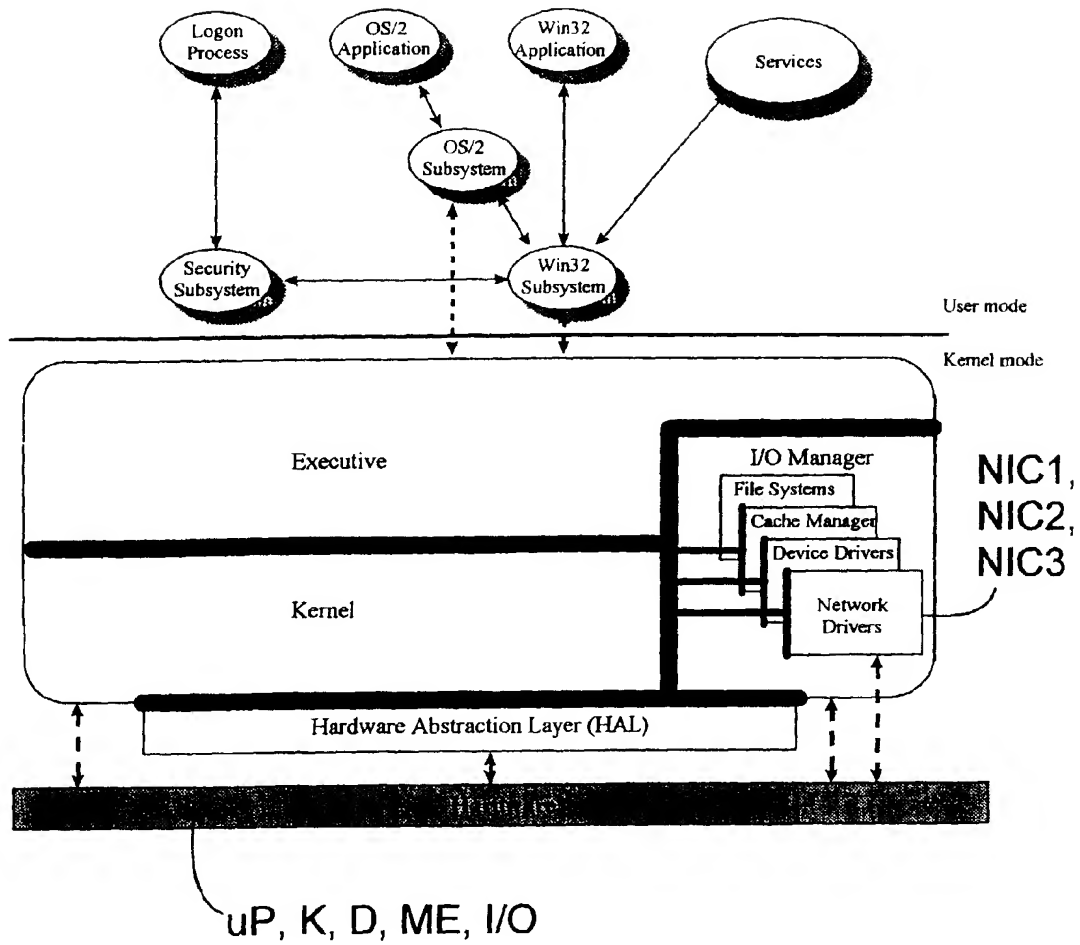 Logon
Process
OS/2
Application
Win32
Application
Services
OS/2
Subsystem
Security
Subsystem
Win32
Subsystem
User mode
Kernel mode
Executive
I/O Manager
File Systems
Cache Manager
Device Drivers
Network
Drivers
NIC1,
NIC2,
NIC3
Kernel
Hardware Abstraction Layer (HAL)
uP, K, D, ME, I/O